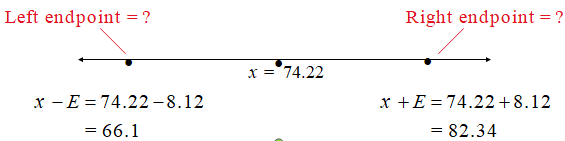 Left endpoint = ?
Right endpoint = ?
x = 74.22
x − E = 74.22 − 8.12
= 66.1
x + E = 74.22 + 8.12
= 82.34